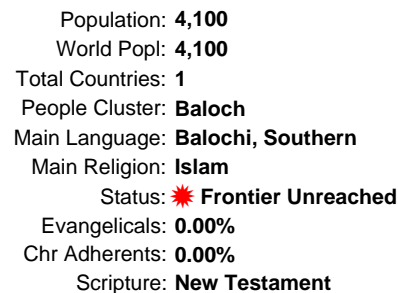 Population: 4,100
World Popl: 4,100
Total Countries: 1
People Cluster: Baloch
Main Language: Balochi, Southern
Main Religion: Islam
Status: Frontier Unreached
Evangelicals: 0.00%
Chr Adherents: 0.00%
Scripture: New Testament